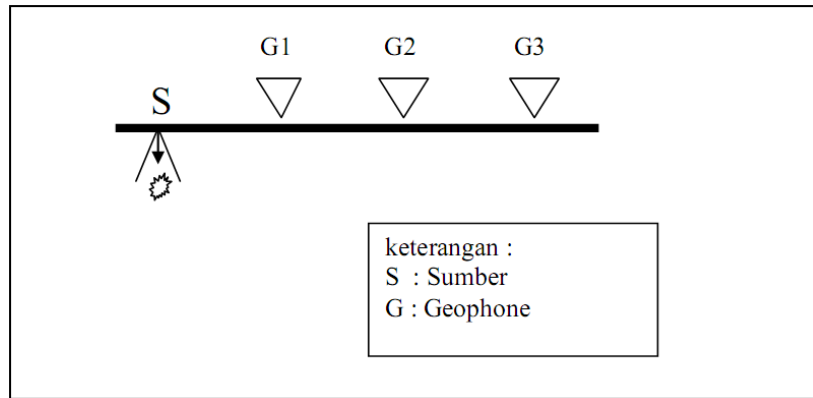 G1 G2 G3
S
keterangan :
S : Sumber
G : Geophone